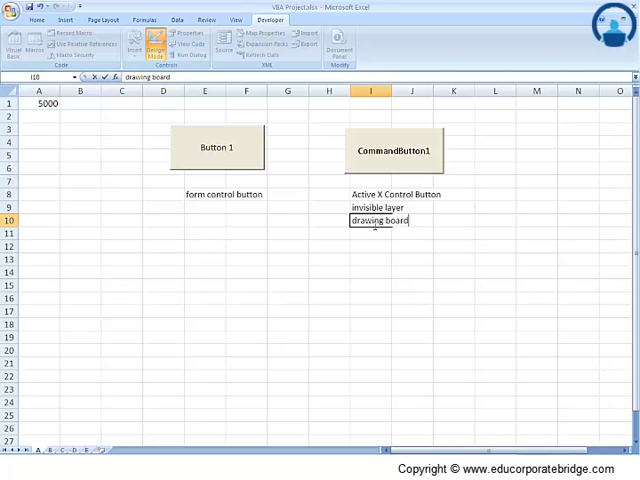 VBA Project.xlsx - Microsoft Excel
Home Insert Page Layout Formulas Data Review View Developer
Visual Basic
Macros
Record Macro
Use Relative References
Macro Security
Code
Insert
Design Mode
Properties
View Code
Run Dialog
Controls
Source
Map Properties
Expansion Packs
Refresh Data
Import
Export
XML
Document Panel
Modify
I10
fx
drawing board
A B C D E F G H I J K L M N O
1 5000
2
3
4
5
6
7
8
9
10
11
12
13
14
15
16
17
18
19
20
21
22
23
24
25
26
27
Button 1
CommandButton1
form control button
Active X Control Button
invisible layer
drawing board
A B C D E
Copyright © www.educorporatebridge.com